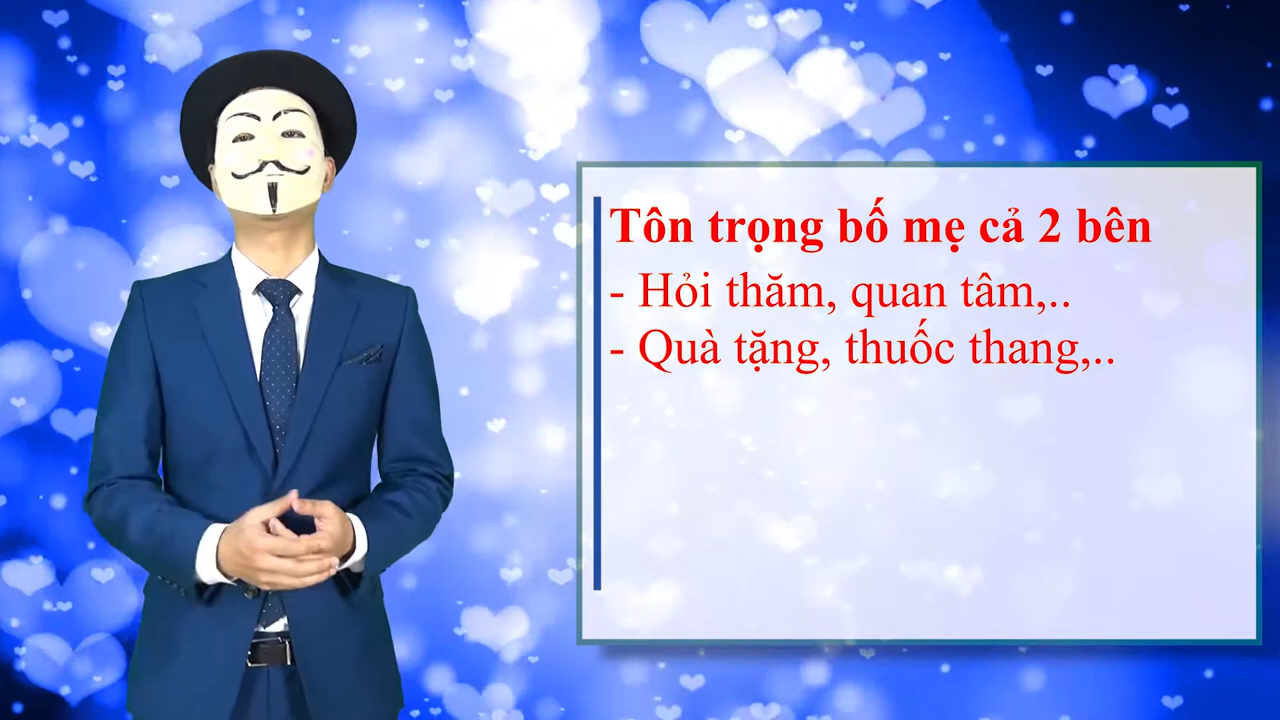 Tôn trọng bố mẹ cả 2 bên
- Hỏi thăm, quan tâm,..
- Quà tặng, thuốc thang,..